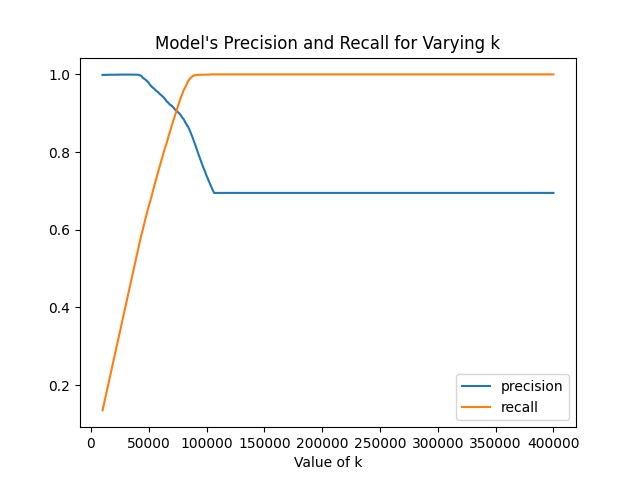 Model's Precision and Recall for Varying k
1.0
0.8
0.6
0.4
0.2
precision
recall
0 50000 100000 150000 200000 250000 300000 350000 400000
Value of k